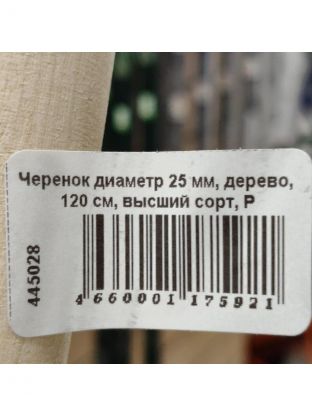 Черенок диаметр 25 мм, дерево,
120 см, высший сорт, Р
445028
4 660001 175921